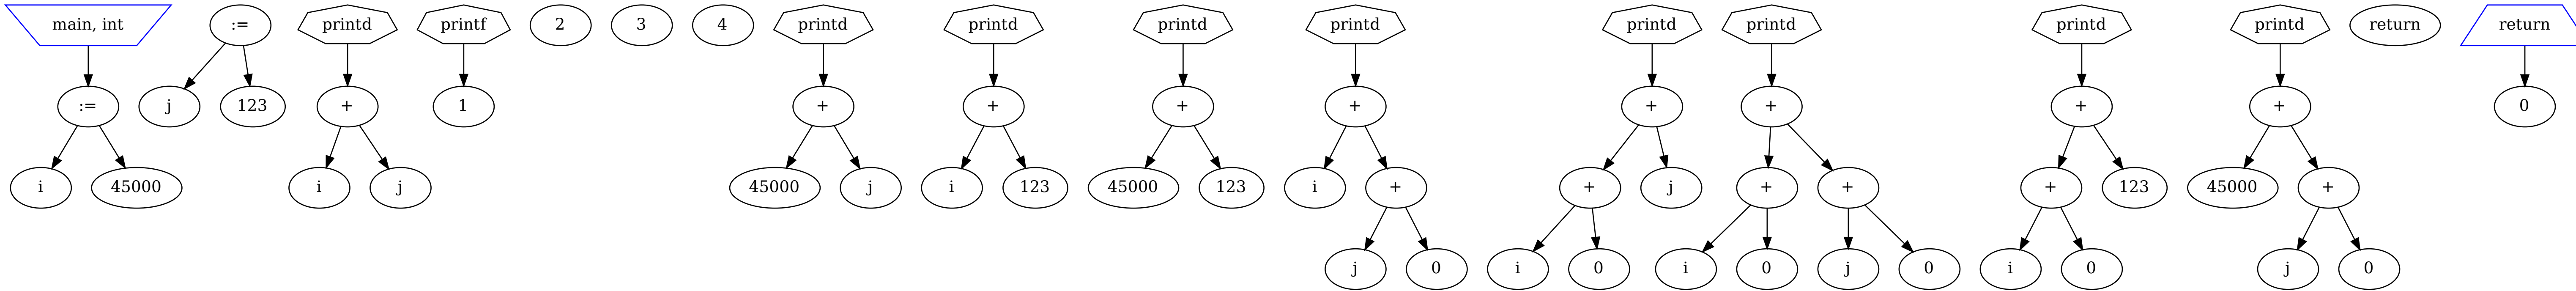 main, int := printd printf 2 3 4 printd printd printd printd printd printd printd printd return return
:= j 123 + 1 + + + + + + + + 0
i 45000 i j 45000 j i 123 45000 123 i + + j + + + 123 45000 +
j 0 i 0 i 0 j 0 i 0 j 0